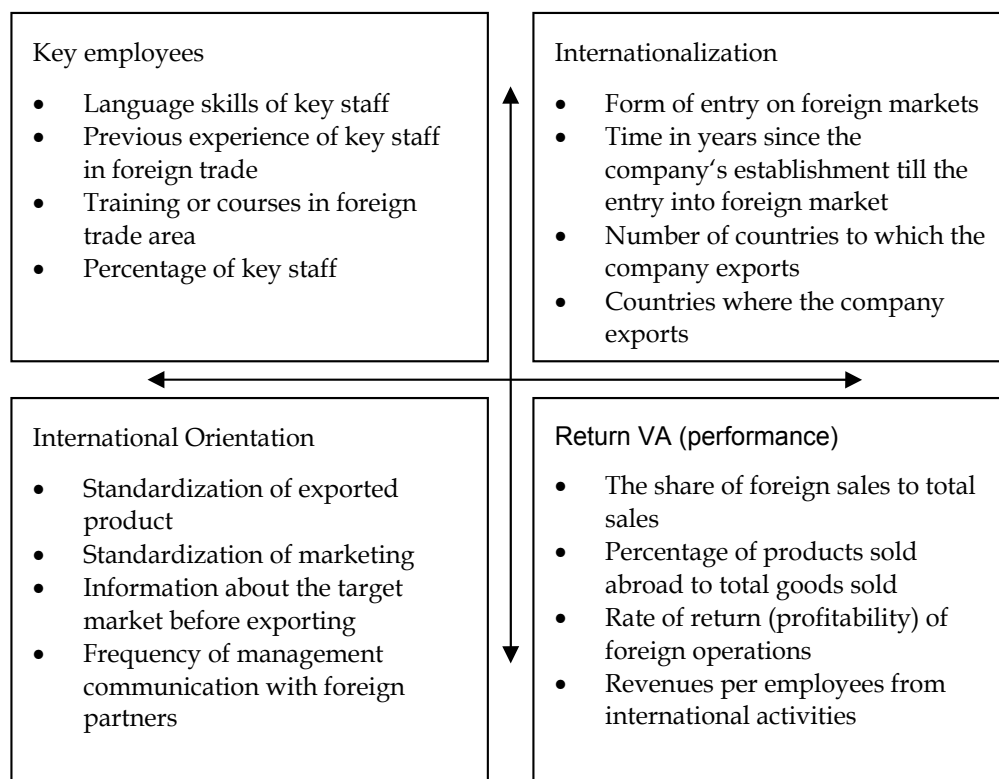 Key employees
• Language skills of key staff
• Previous experience of key staff
in foreign trade
• Training or courses in foreign
trade area
• Percentage of key staff
Internationalization
• Form of entry on foreign markets
• Time in years since the
company‘s establishment till the
entry into foreign market
• Number of countries to which the
company exports
• Countries where the company
exports
International Orientation
• Standardization of exported
product
• Standardization of marketing
• Information about the target
market before exporting
• Frequency of management
communication with foreign
partners
Return VA (performance)
• The share of foreign sales to total
sales
• Percentage of products sold
abroad to total goods sold
• Rate of return (profitability) of
foreign operations
• Revenues per employees from
international activities